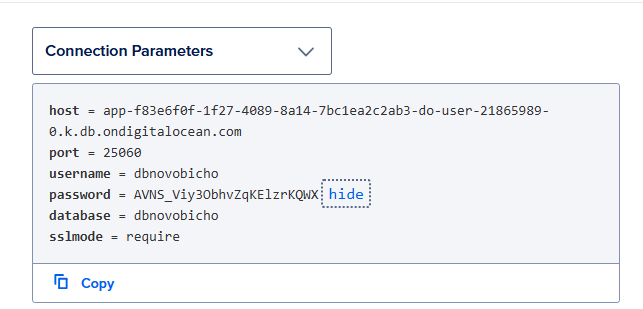 Connection Parameters
host = app-f83e6f0f-1f27-4089-8a14-7bc1ea2c2ab3-do-user-21865989-
0.k.db.ondigitalocean.com
port = 25060
username = dbnovobicho
password = AVNS_Viy3ObhvZqKElzrKQWX hide
database = dbnovobicho
sslmode = require
Copy